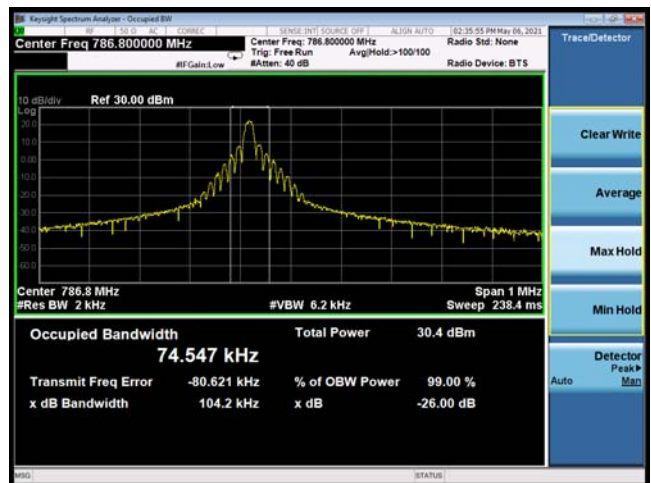 Keysight Spectrum Analyzer - Occupied BW
RF 50 Ω AC CORREC SENSE:INT SOURCE OFF ALIGN AUTO 02:35:55 PM May 06, 2021
Center Freq 786.800000 MHz
Center Freq: 786.800000 MHz
Radio Std: None
Trig: Free Run Avg|Hold:>100/100
#IFGain:Low
#Atten: 40 dB
Radio Device: BTS
Trace/Detector
10 dB/div Ref 30.00 dBm
Log
20.0
10.0
0.00
-10.0
-20.0
-30.0
-40.0
-50.0
-60.0
Center 786.8 MHz
Span 1 MHz
#Res BW 2 kHz
#VBW 6.2 kHz
Sweep 238.4 ms
Clear Write
Average
Max Hold
Min Hold
Detector
Peak▶
Auto Man
Occupied Bandwidth
74.547 kHz
Total Power 30.4 dBm
Transmit Freq Error -80.621 kHz
% of OBW Power 99.00 %
x dB Bandwidth 104.2 kHz
x dB -26.00 dB
MSG
STATUS